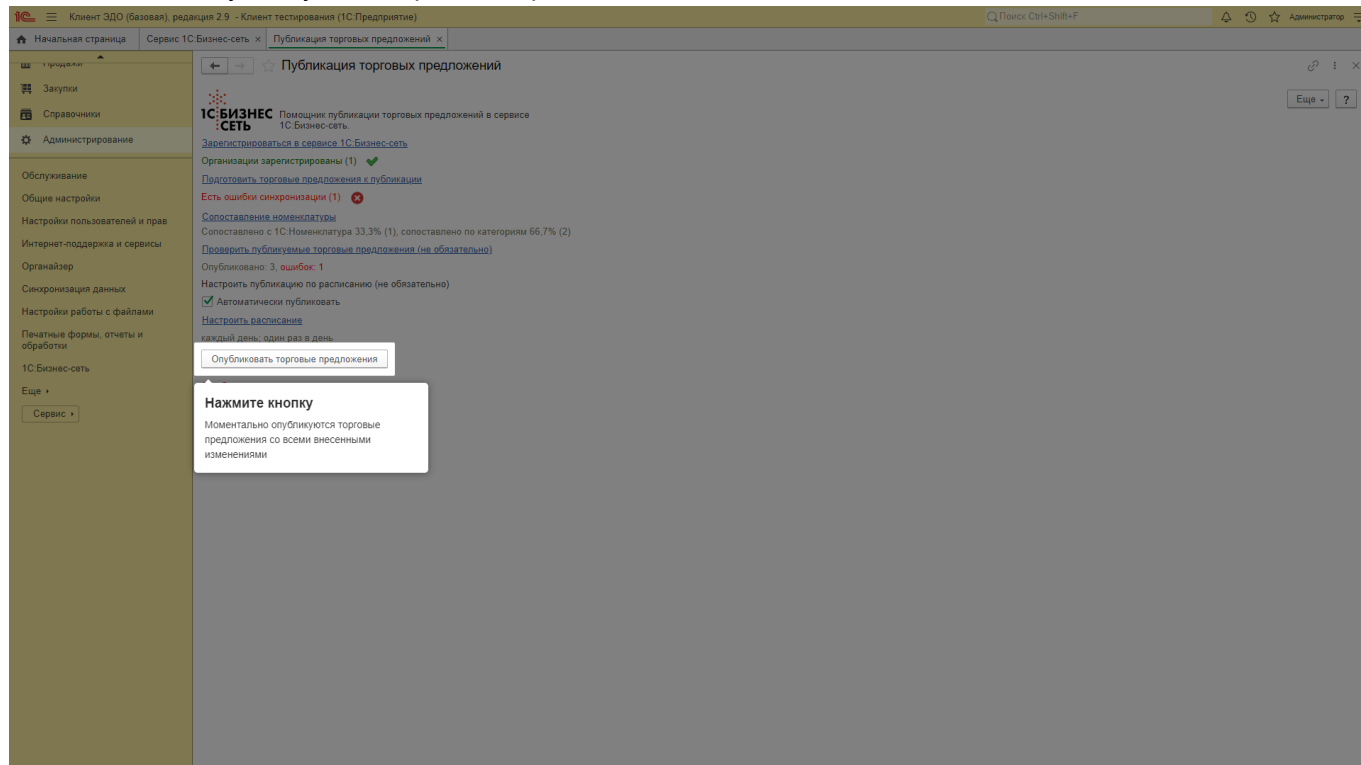 1С Клиент ЭДО (базовая), редакция 2.9 - Клиент тестирования (1С:Предприятие) Поиск Ctrl+Shift+F Администратор
Начальная страница Сервис 1С:Бизнес-сеть × Публикация торговых предложений ×
Продажи
Закупки
Справочники
Администрирование
Обслуживание
Общие настройки
Настройки пользователей и прав
Интернет-поддержка и сервисы
Органайзер
Синхронизация данных
Настройки работы с файлами
Печатные формы, отчеты и
обработки
1С:Бизнес-сеть
Еще
Сервис
Публикация торговых предложений
Еще ?
1С:БИЗНЕС
СЕТЬ
Помощник публикации торговых предложений в сервисе
1С:Бизнес-сеть.
Зарегистрироваться в сервисе 1С:Бизнес-сеть
Организации зарегистрированы (1)
Подготовить торговые предложения к публикации
Есть ошибки синхронизации (1)
Сопоставление номенклатуры
Сопоставлено с 1С:Номенклатура 33,3% (1), сопоставлено по категориям 66,7% (2)
Проверить публикуемые торговые предложения (не обязательно)
Опубликовано: 3, ошибок: 1
Настроить публикацию по расписанию (не обязательно)
Автоматически публиковать
Настроить расписание
каждый день; один раз в день
Опубликовать торговые предложения
Нажмите кнопку
Моментально опубликуются торговые
предложения со всеми внесенными
изменениями